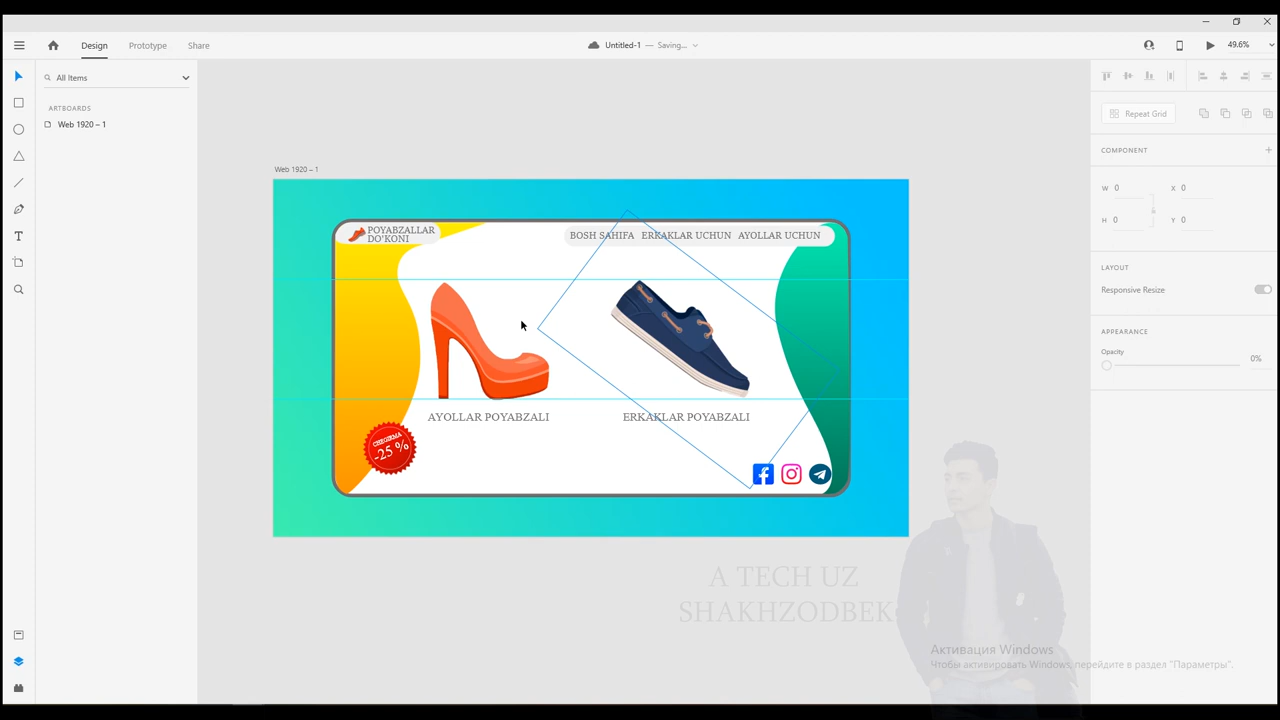 Design
Prototype
Share
Untitled-1 — Saving...
49.6%
All Items
ARTBOARDS
Web 1920 – 1
Web 1920 – 1
POYABZALLAR
DO'KONI
BOSH SAHIFA ERKAKLAR UCHUN AYOLLAR UCHUN
AYOLLAR POYABZALI
ERKAKLAR POYABZALI
CHEGIRMA
-25 %
Repeat Grid
COMPONENT
W 0 X 0
H 0 Y 0
LAYOUT
Responsive Resize
APPEARANCE
Opacity
0%
A TECH UZ
SHAKHZODBEK
Активация Windows
Чтобы активировать Windows, перейдите в раздел "Параметры".